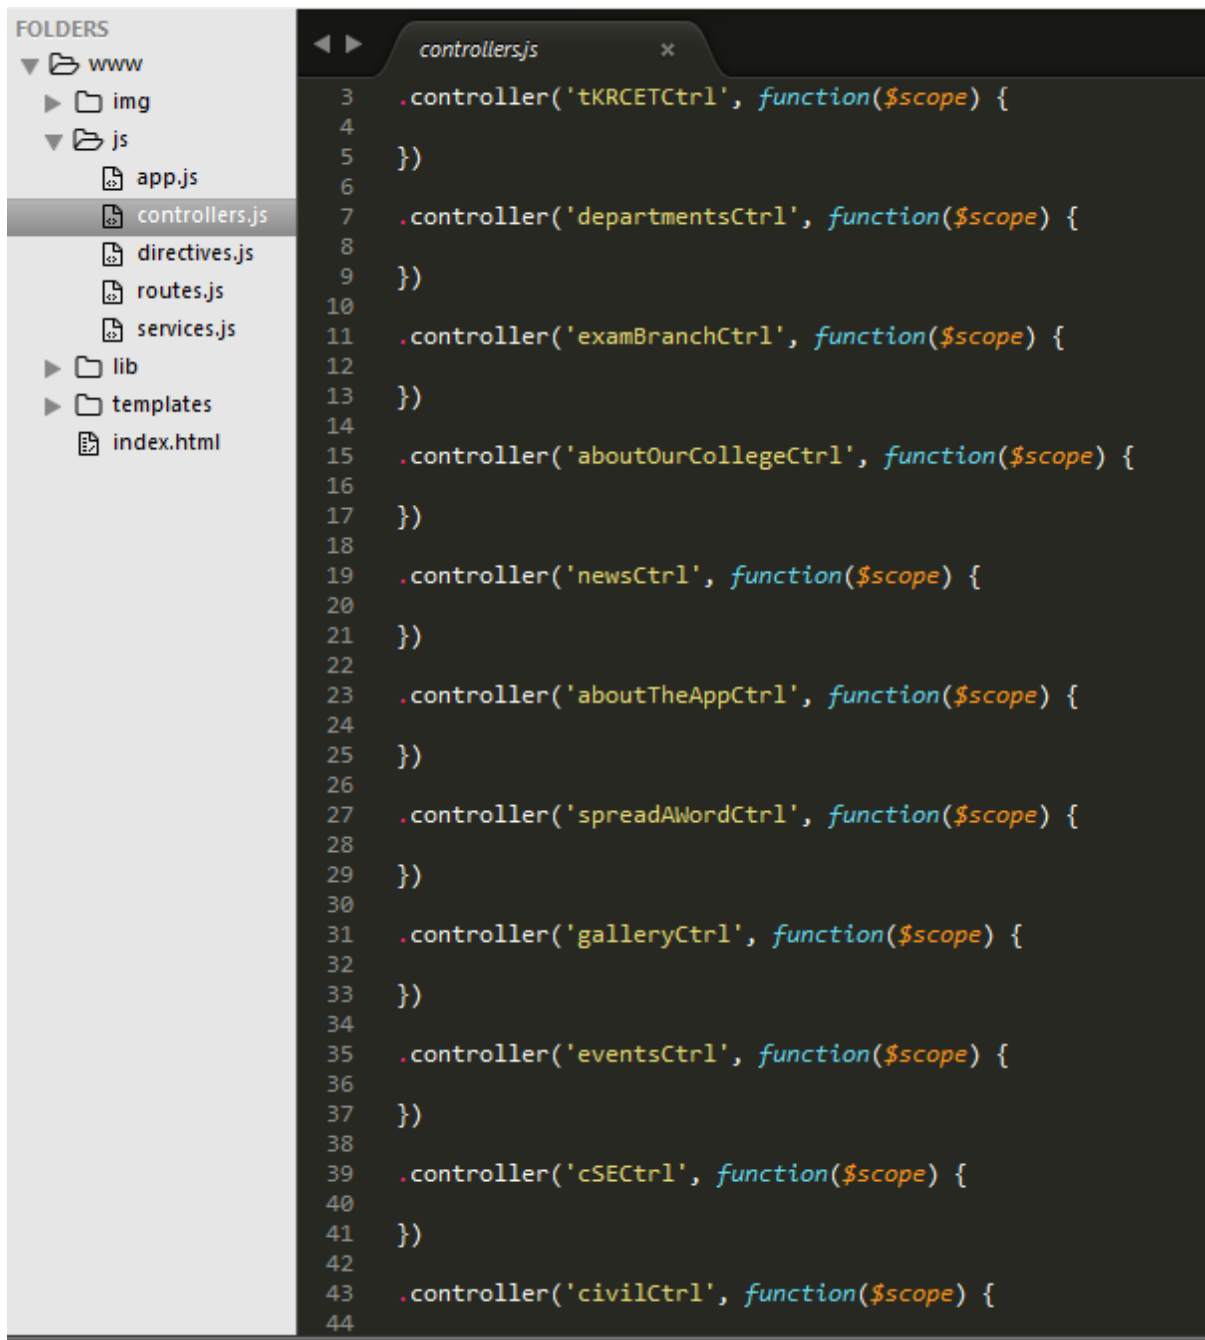 FOLDERS
www
img
js
app.js
controllers.js
directives.js
routes.js
services.js
lib
templates
index.html
controllers.js ×
3 .controller('tKRCETCtrl', function($scope) {
4
5 })
6
7 .controller('departmentsCtrl', function($scope) {
8
9 })
10
11 .controller('examBranchCtrl', function($scope) {
12
13 })
14
15 .controller('aboutOurCollegeCtrl', function($scope) {
16
17 })
18
19 .controller('newsCtrl', function($scope) {
20
21 })
22
23 .controller('aboutTheAppCtrl', function($scope) {
24
25 })
26
27 .controller('spreadAWordCtrl', function($scope) {
28
29 })
30
31 .controller('galleryCtrl', function($scope) {
32
33 })
34
35 .controller('eventsCtrl', function($scope) {
36
37 })
38
39 .controller('cSECtrl', function($scope) {
40
41 })
42
43 .controller('civilCtrl', function($scope) {
44